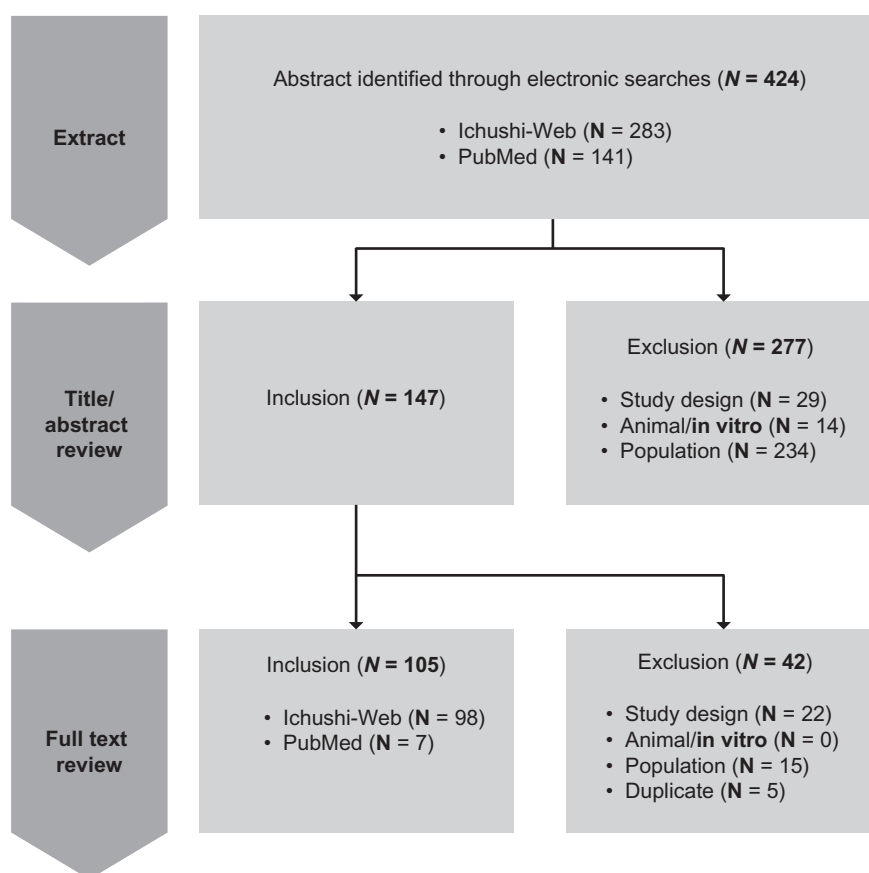 Extract
Abstract identified through electronic searches (N = 424)
• Ichushi-Web (N = 283)
• PubMed (N = 141)
Title/
abstract
review
Inclusion (N = 147)
Exclusion (N = 277)
• Study design (N = 29)
• Animal/in vitro (N = 14)
• Population (N = 234)
Full text
review
Inclusion (N = 105)
• Ichushi-Web (N = 98)
• PubMed (N = 7)
Exclusion (N = 42)
• Study design (N = 22)
• Animal/in vitro (N = 0)
• Population (N = 15)
• Duplicate (N = 5)